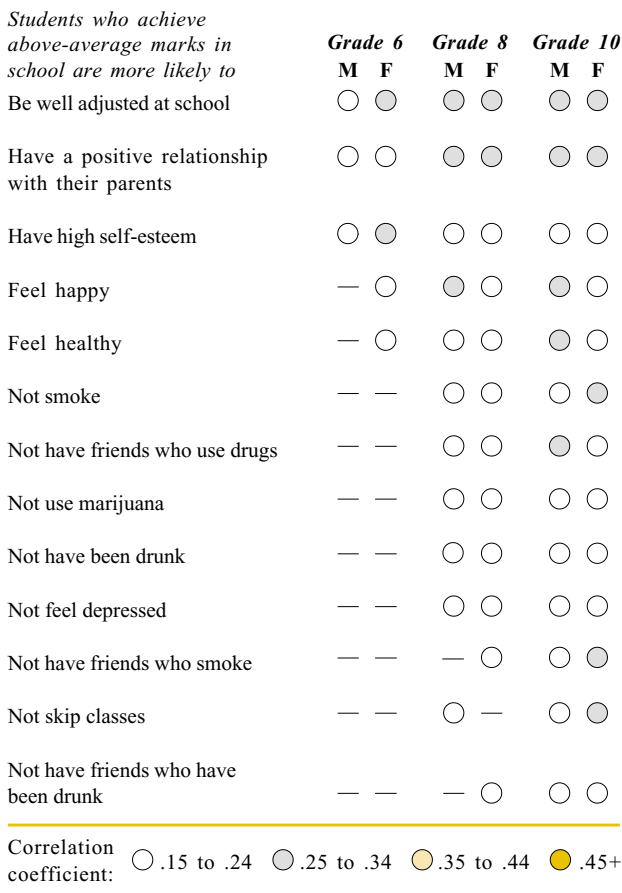 Students who achieve
above-average marks in
school are more likely to
Grade 6 Grade 8 Grade 10
M F M F M F
Be well adjusted at school
Have a positive relationship
with their parents
Have high self-esteem
Feel happy —
Feel healthy —
Not smoke — —
Not have friends who use drugs — —
Not use marijuana — —
Not have been drunk — —
Not feel depressed — —
Not have friends who smoke — — —
Not skip classes — — —
Not have friends who have
been drunk — — —
Correlation
coefficient: .15 to .24 .25 to .34 .35 to .44 .45+